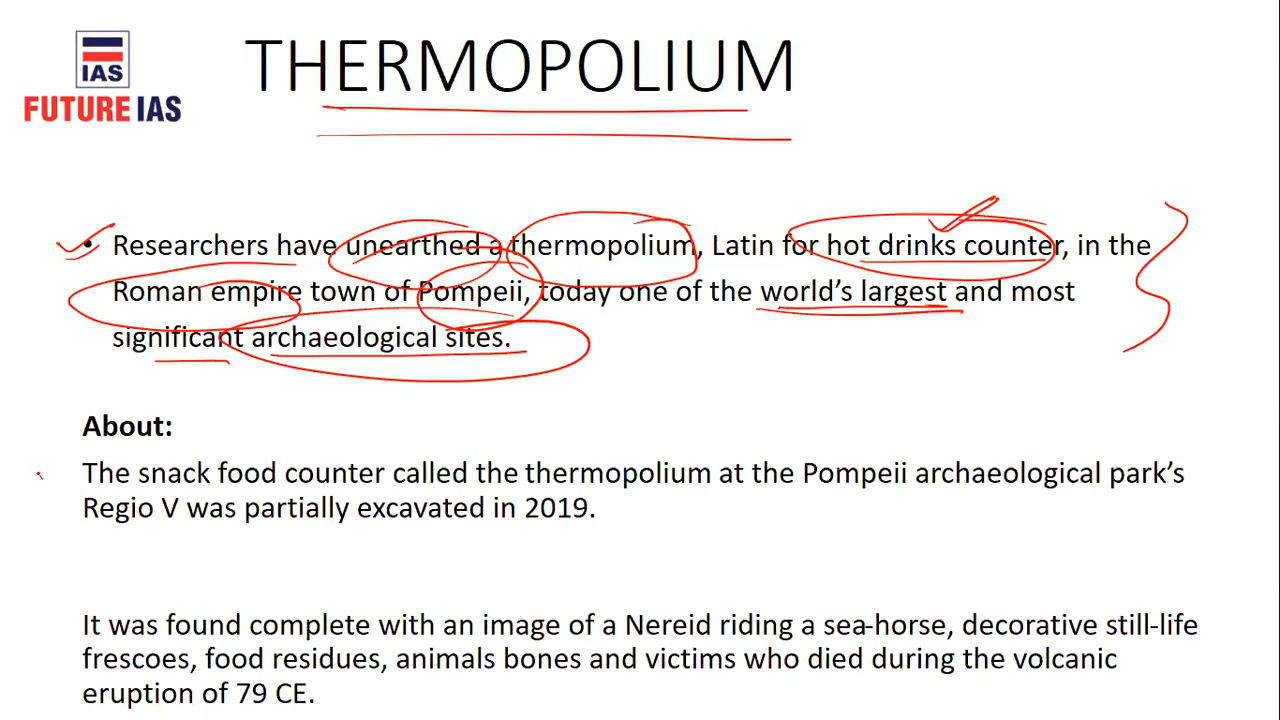 IAS
FUTURE IAS
THERMOPOLIUM
• Researchers have unearthed a thermopolium, Latin for hot drinks counter, in the
Roman empire town of Pompeii, today one of the world's largest and most
significant archaeological sites.
About:
The snack food counter called the thermopolium at the Pompeii archaeological park's
Regio V was partially excavated in 2019.
It was found complete with an image of a Nereid riding a sea-horse, decorative still-life
frescoes, food residues, animals bones and victims who died during the volcanic
eruption of 79 CE.